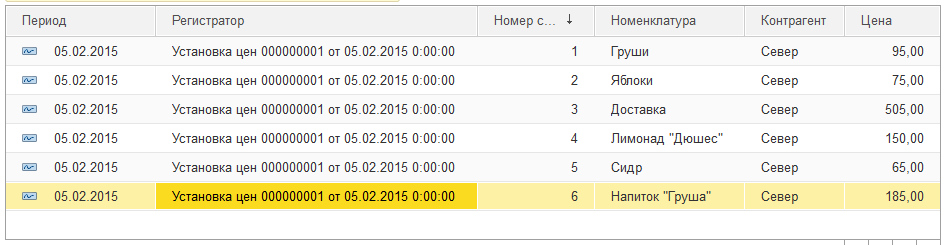 Период Регистратор Номер с... ↓ Номенклатура Контрагент Цена
05.02.2015 Установка цен 000000001 от 05.02.2015 0:00:00 1 Груши Север 95,00
05.02.2015 Установка цен 000000001 от 05.02.2015 0:00:00 2 Яблоки Север 75,00
05.02.2015 Установка цен 000000001 от 05.02.2015 0:00:00 3 Доставка Север 505,00
05.02.2015 Установка цен 000000001 от 05.02.2015 0:00:00 4 Лимонад "Дюшес" Север 150,00
05.02.2015 Установка цен 000000001 от 05.02.2015 0:00:00 5 Сидр Север 65,00
05.02.2015 Установка цен 000000001 от 05.02.2015 0:00:00 6 Напиток "Груша" Север 185,00